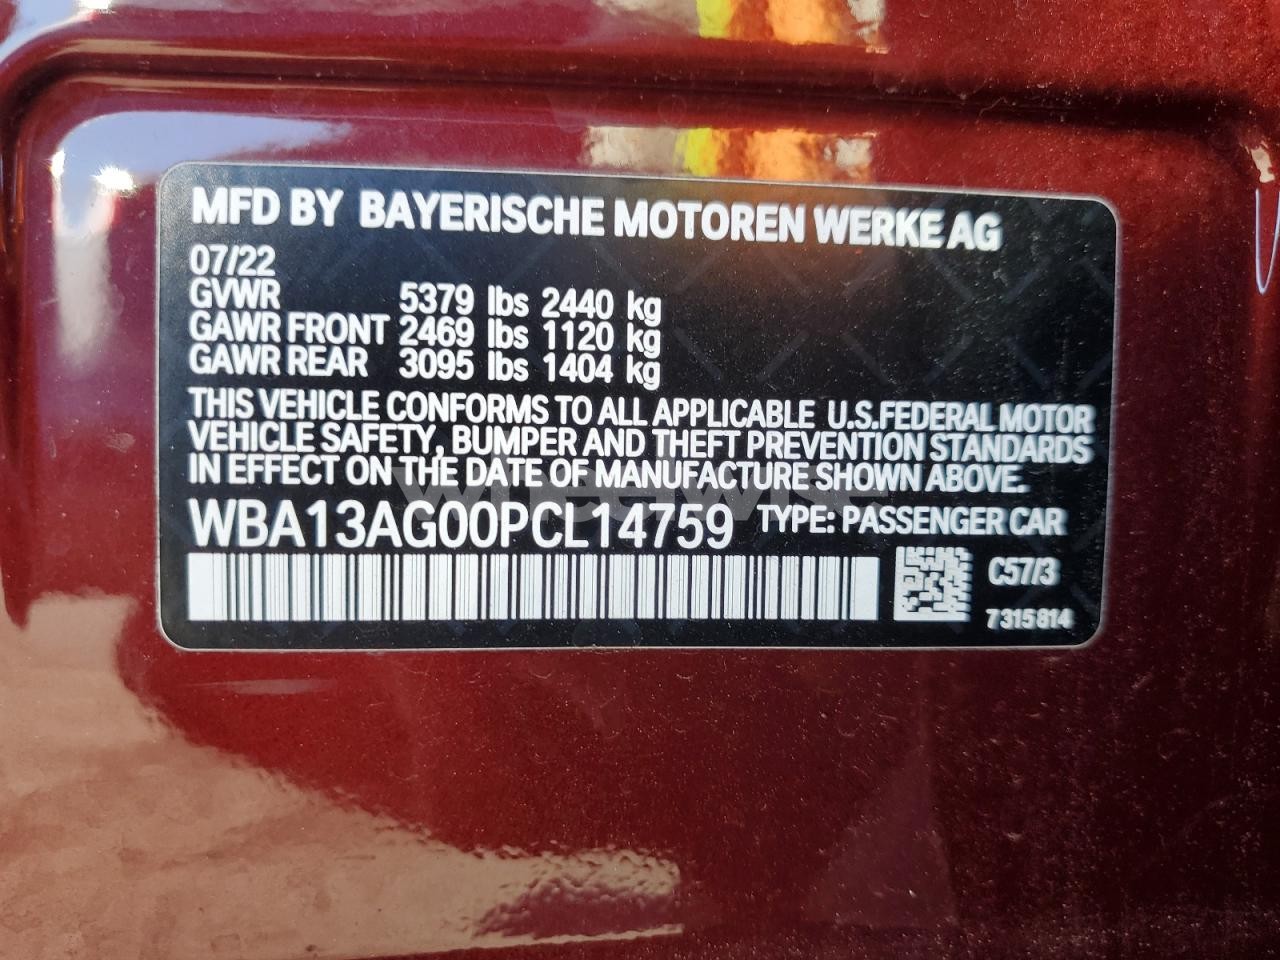 MFD BY BAYERISCHE MOTOREN WERKE AG
07/22
GVWR 5379 lbs 2440 kg
GAWR FRONT 2469 lbs 1120 kg
GAWR REAR 3095 lbs 1404 kg
THIS VEHICLE CONFORMS TO ALL APPLICABLE U.S.FEDERAL MOTOR
VEHICLE SAFETY, BUMPER AND THEFT PREVENTION STANDARDS
IN EFFECT ON THE DATE OF MANUFACTURE SHOWN ABOVE.
wheelwise
WBA13AG00PCL14759 TYPE: PASSENGER CAR
C57/3
7315814